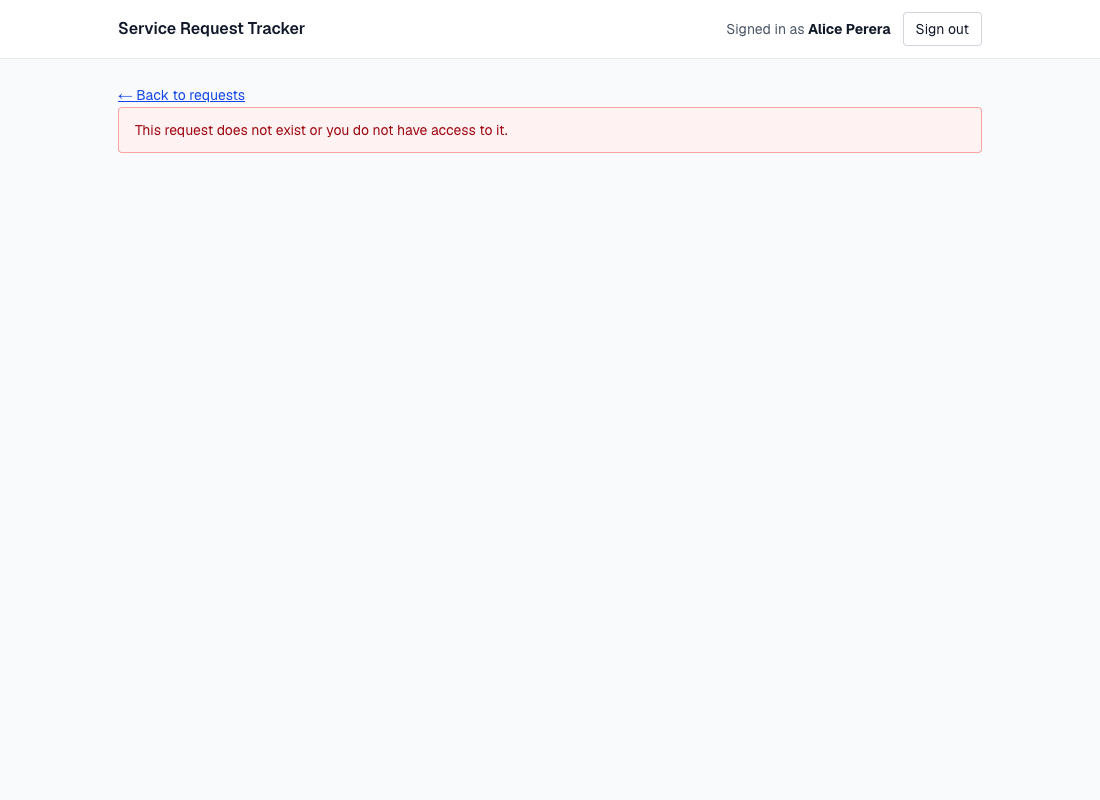 Service Request Tracker
Signed in as Alice Perera
Sign out
← Back to requests
This request does not exist or you do not have access to it.